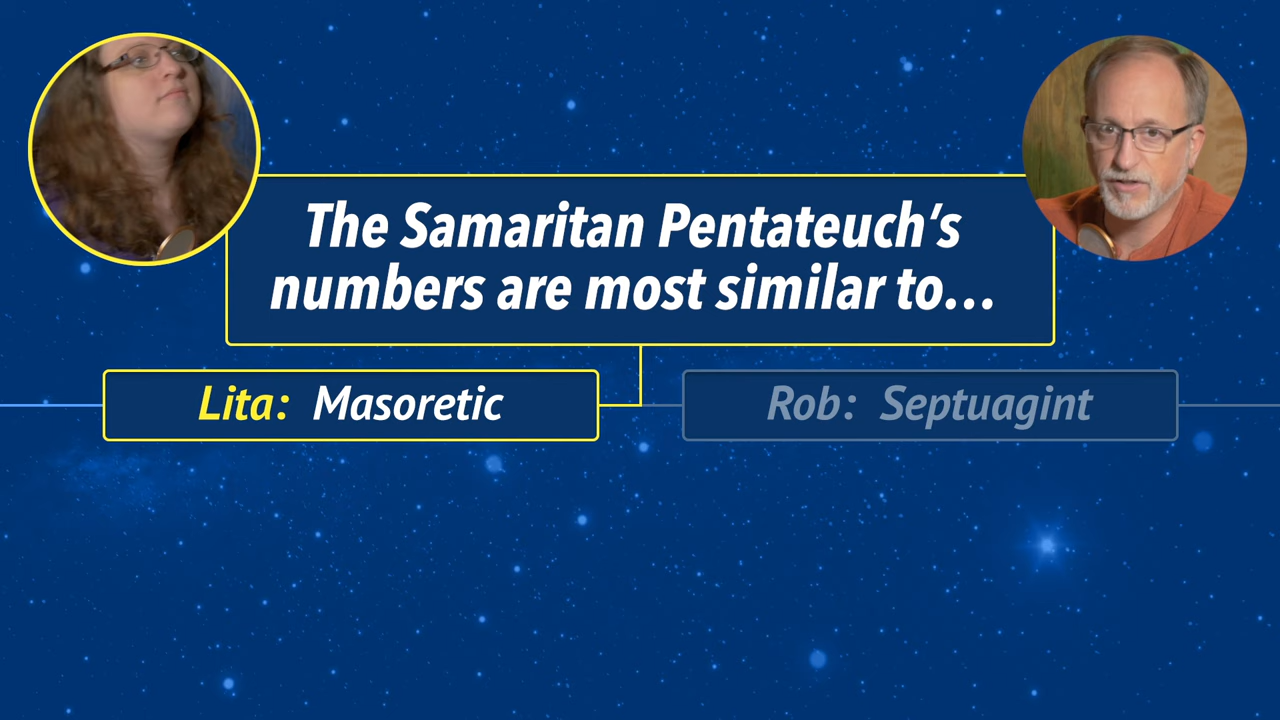 The Samaritan Pentateuch’s
numbers are most similar to…
Lita: Masoretic
Rob: Septuagint